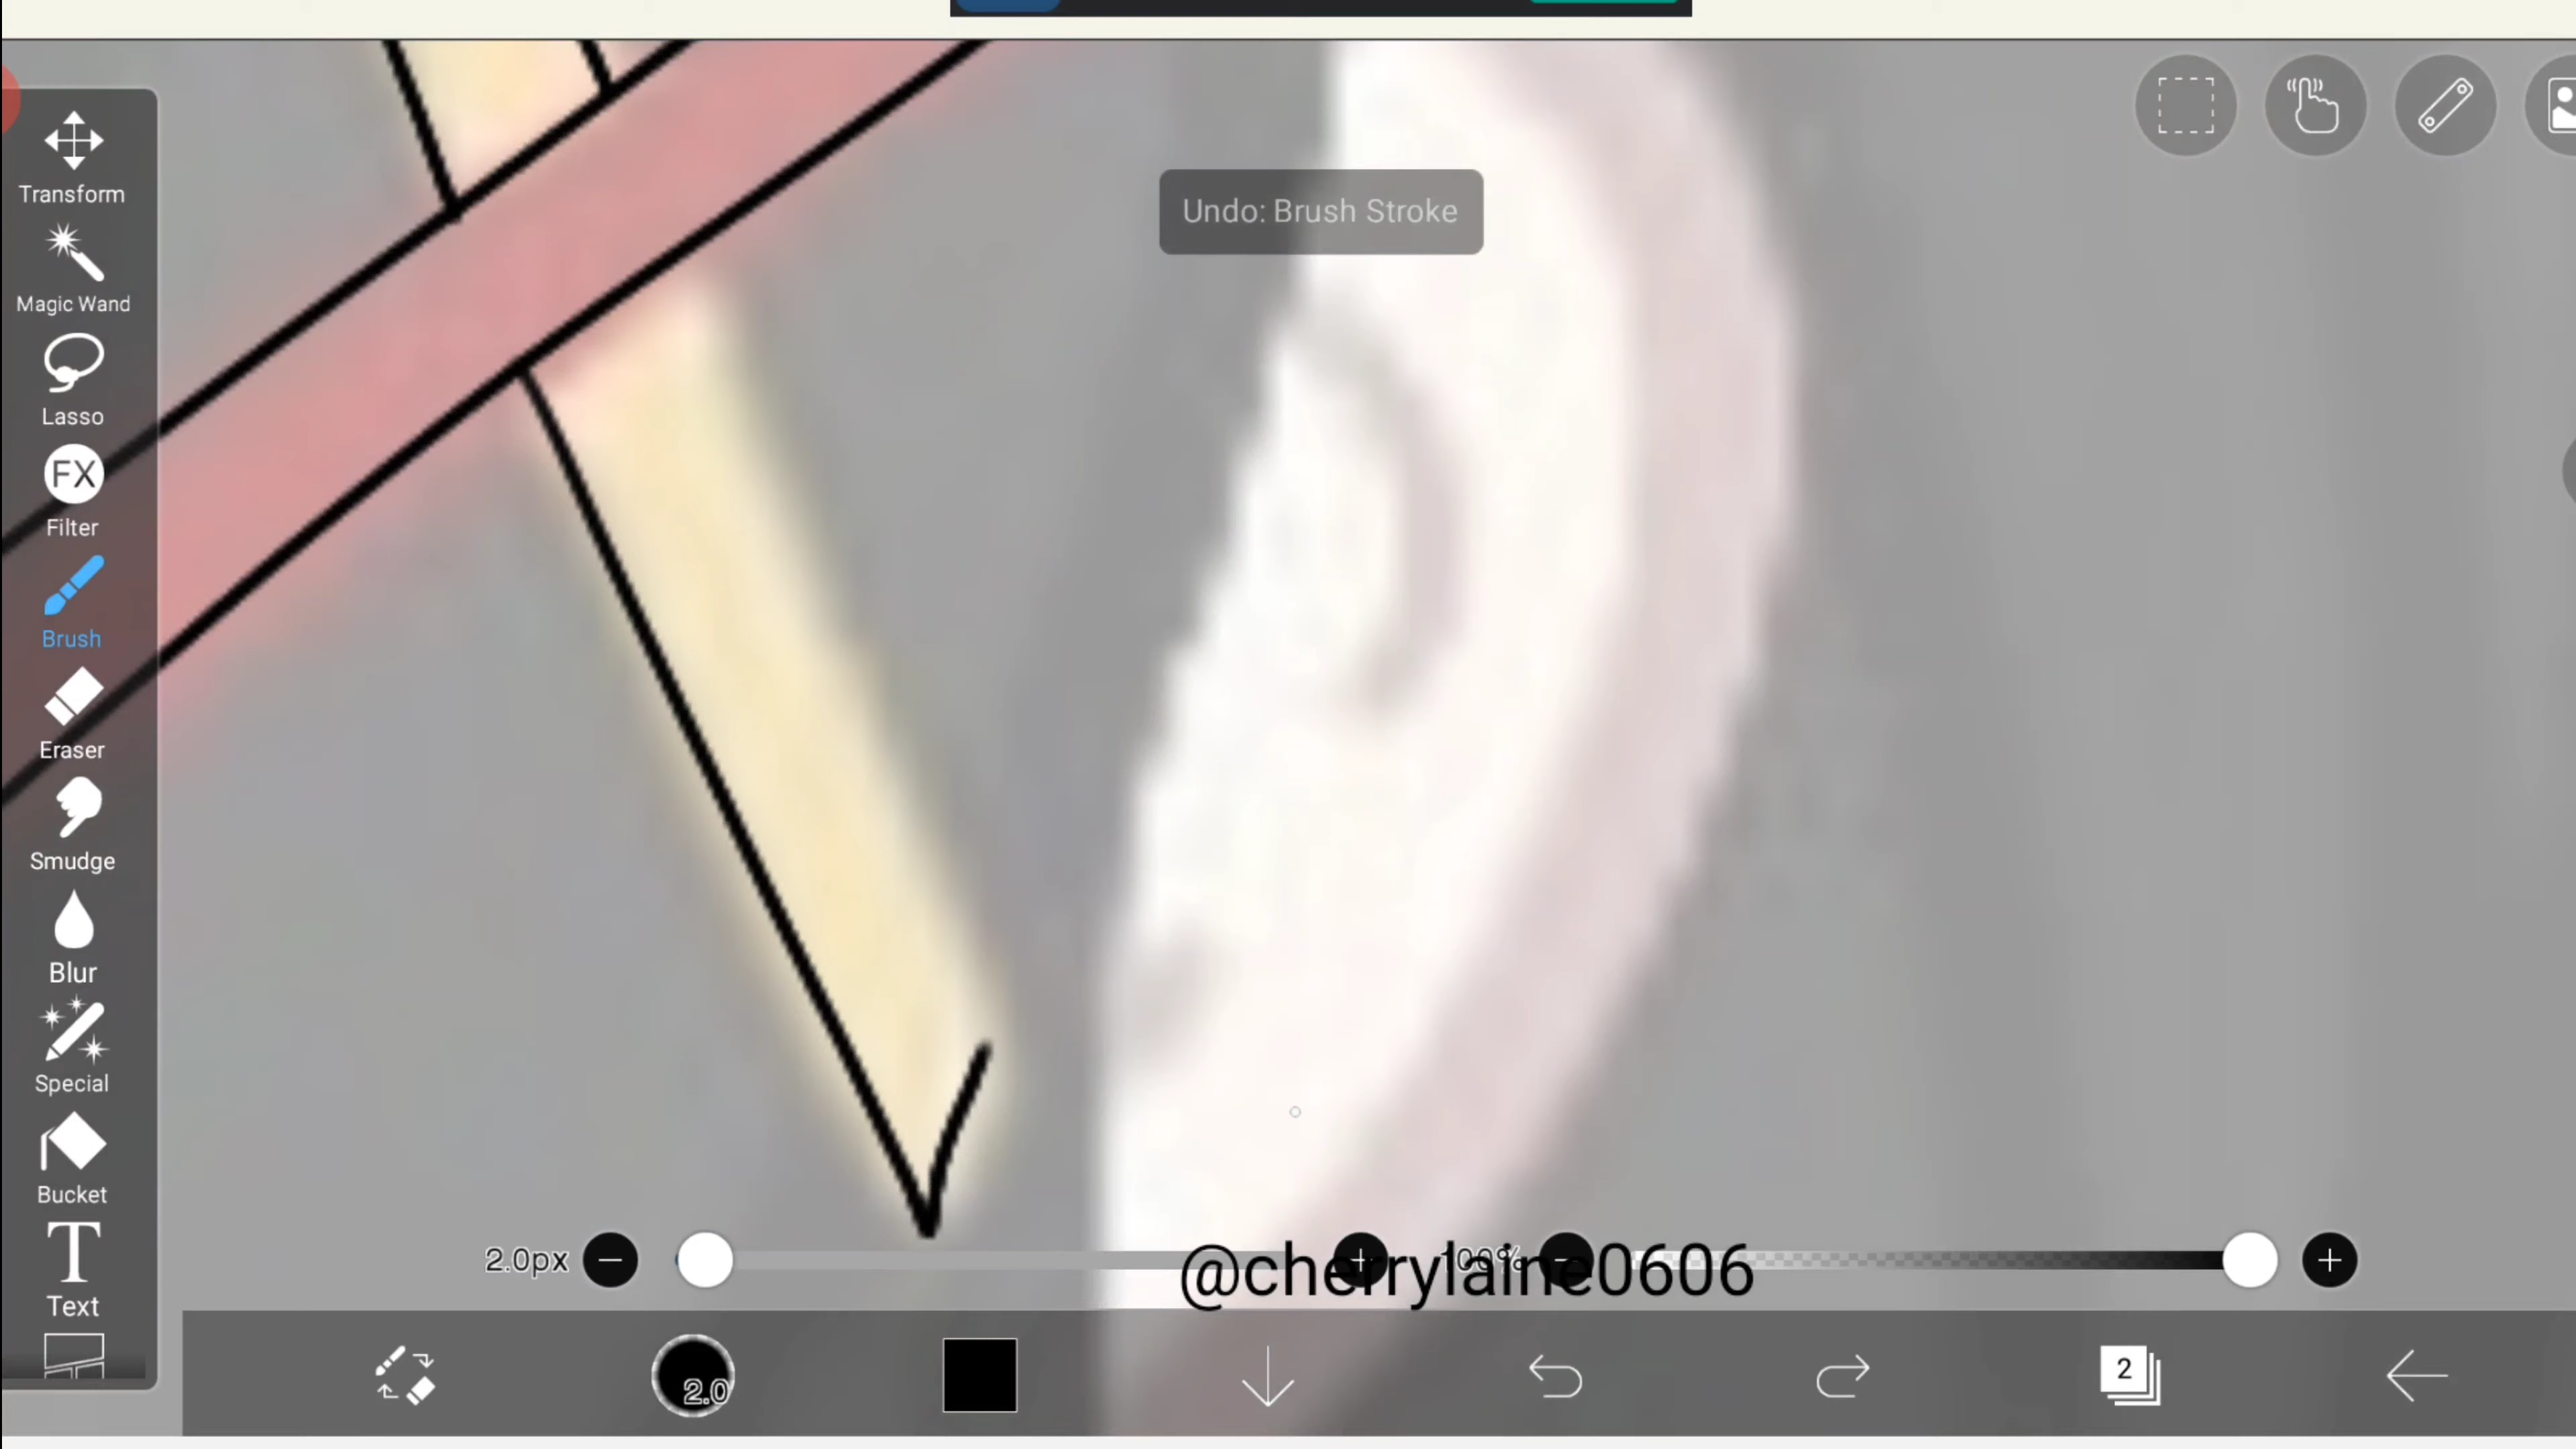 Undo: Brush Stroke
Transform
Magic Wand
Lasso
FX
Filter
Brush
Eraser
Smudge
Blur
Special
Bucket
T
Text
2.0px
100%
@cherrylaine0606
2.0
2